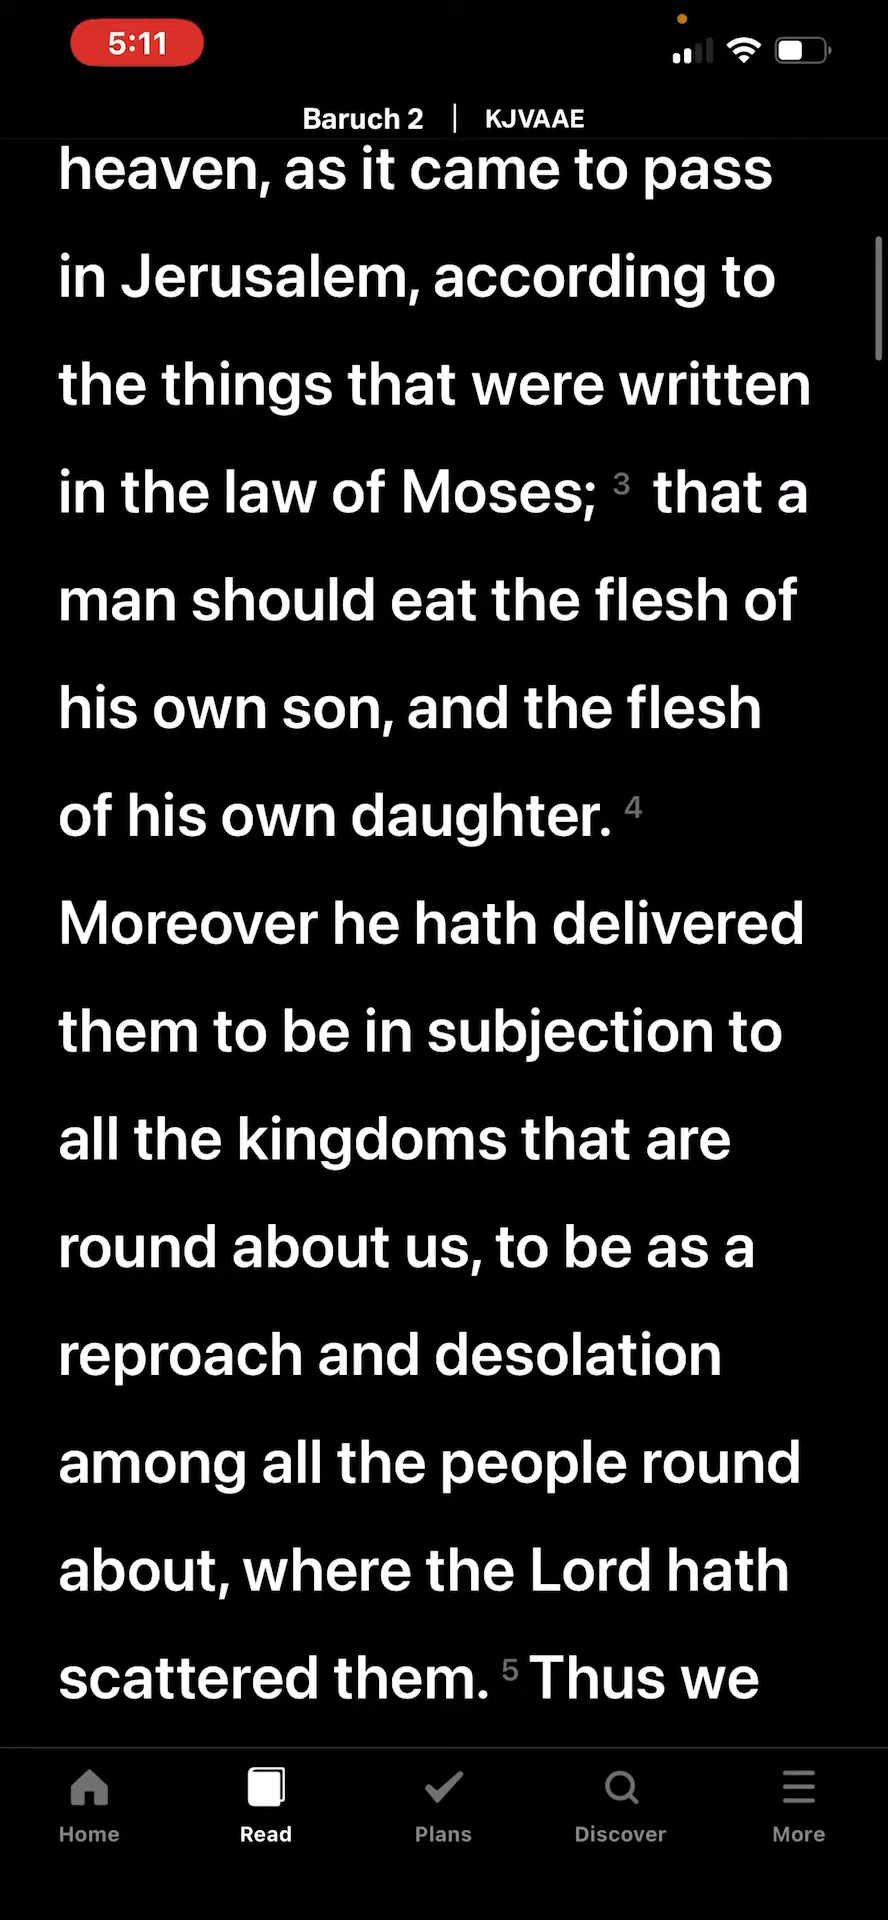 5:11
Baruch 2 | KJVAAE
heaven, as it came to pass
in Jerusalem, according to
the things that were written
in the law of Moses; 3 that a
man should eat the flesh of
his own son, and the flesh
of his own daughter. 4
Moreover he hath delivered
them to be in subjection to
all the kingdoms that are
round about us, to be as a
reproach and desolation
among all the people round
about, where the Lord hath
scattered them. 5 Thus we
Home Read Plans Discover More